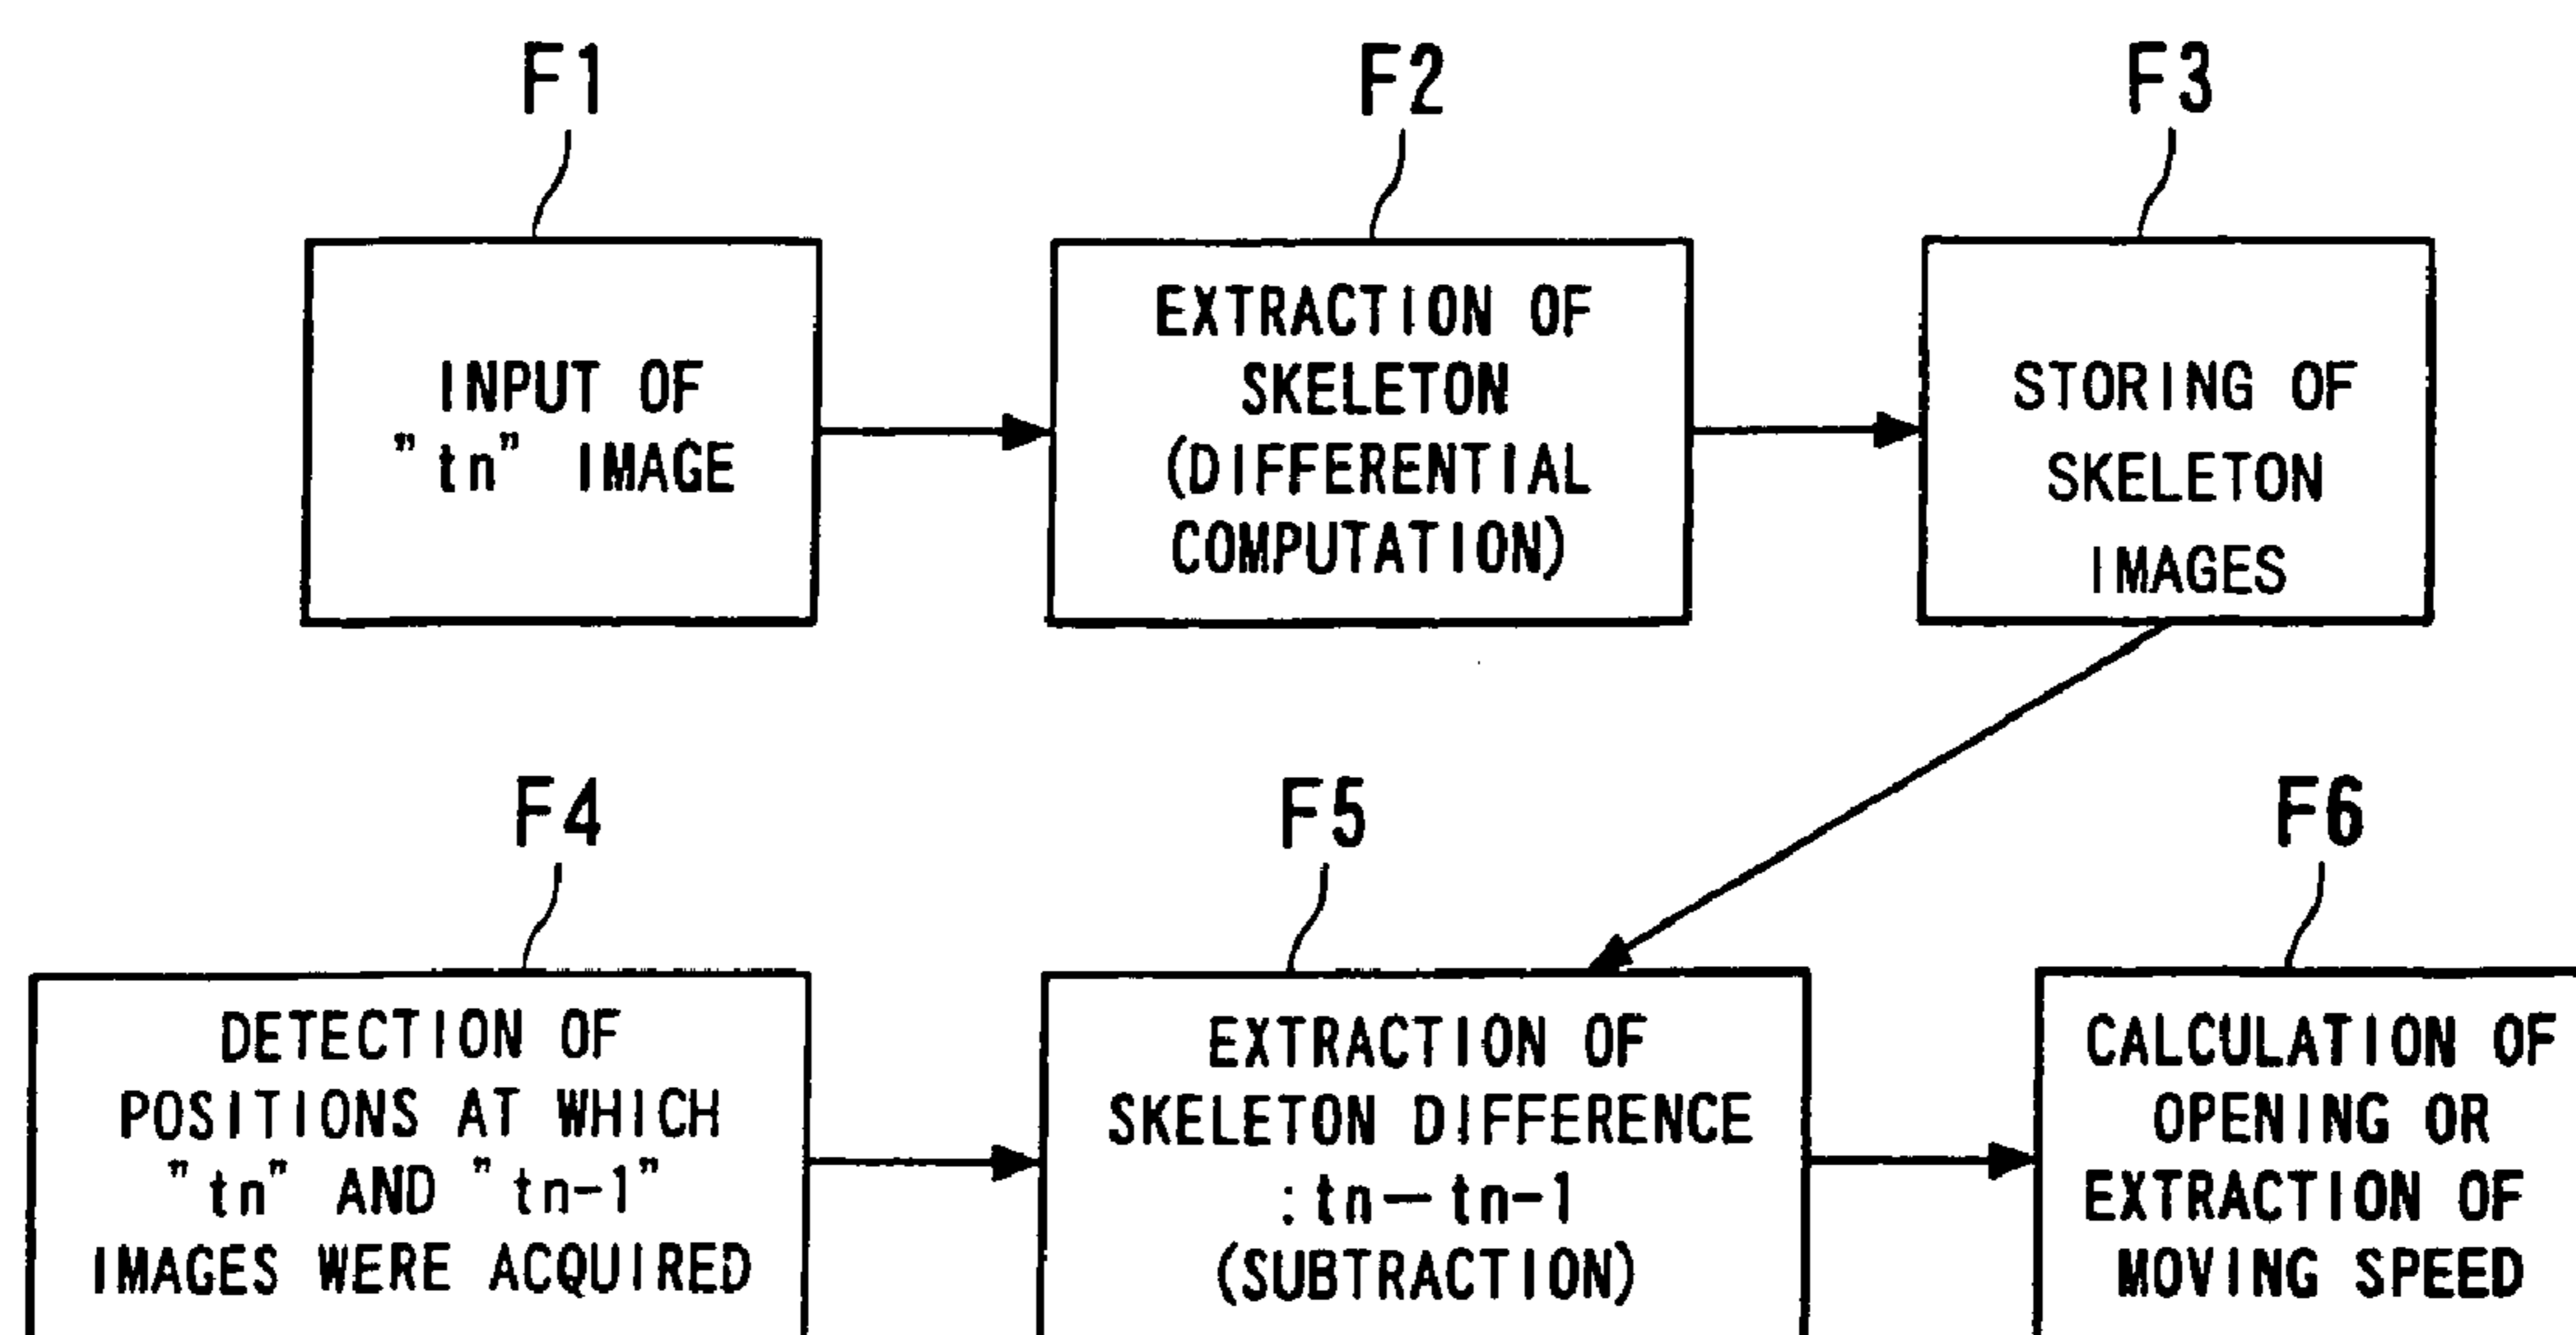 F1
F2
F3
INPUT OF
"tn" IMAGE
EXTRACTION OF
SKELETON
(DIFFERENTIAL
COMPUTATION)
STORING OF
SKELETON
IMAGES
F4
F5
F6
DETECTION OF
POSITIONS AT WHICH
"tn" AND "tn-1"
IMAGES WERE ACQUIRED
EXTRACTION OF
SKELETON DIFFERENCE
:tn—tn-1
(SUBTRACTION)
CALCULATION OF
OPENING OR
EXTRACTION OF
MOVING SPEED